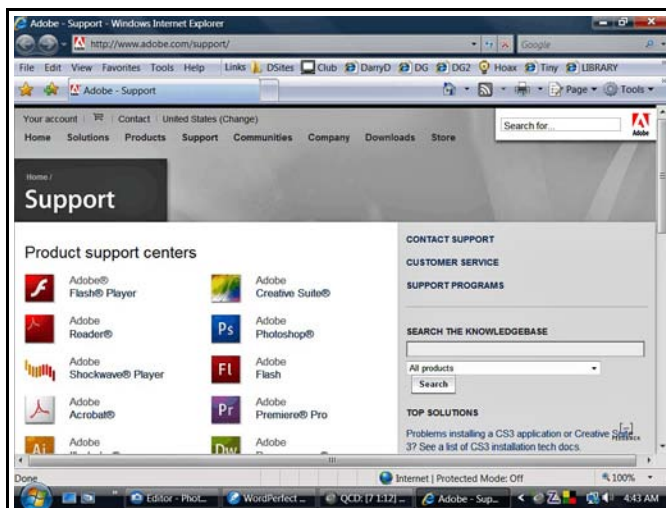 Adobe - Support - Windows Internet Explorer
http://www.adobe.com/support/
Google
File Edit View Favorites Tools Help Links DSites Club DarryD DG DG2 Hoax Tiny LIBRARY
Adobe - Support
Page Tools
Your account Contact United States (Change)
Search for...
Adobe
Home Solutions Products Support Communities Company Downloads Store
Home /
Support
Product support centers
Adobe®
Flash® Player
Adobe
Creative Suite®
Adobe
Reader®
Ps
Adobe
Photoshop®
Adobe
Shockwave® Player
Fl
Adobe
Flash
Adobe
Acrobat®
Pr
Adobe
Premiere® Pro
Ai
Adobe
Dw
Adobe
CONTACT SUPPORT
CUSTOMER SERVICE
SUPPORT PROGRAMS
SEARCH THE KNOWLEDGEBASE
All products
Search
TOP SOLUTIONS
Problems installing a CS3 application or Creative Suite
3? See a list of CS3 installation tech docs.
Done
Internet | Protected Mode: Off
100%
Editor - Phot...
WordPerfect ...
QCD: [7 1:12] ...
Adobe - Sup...
4:43 AM